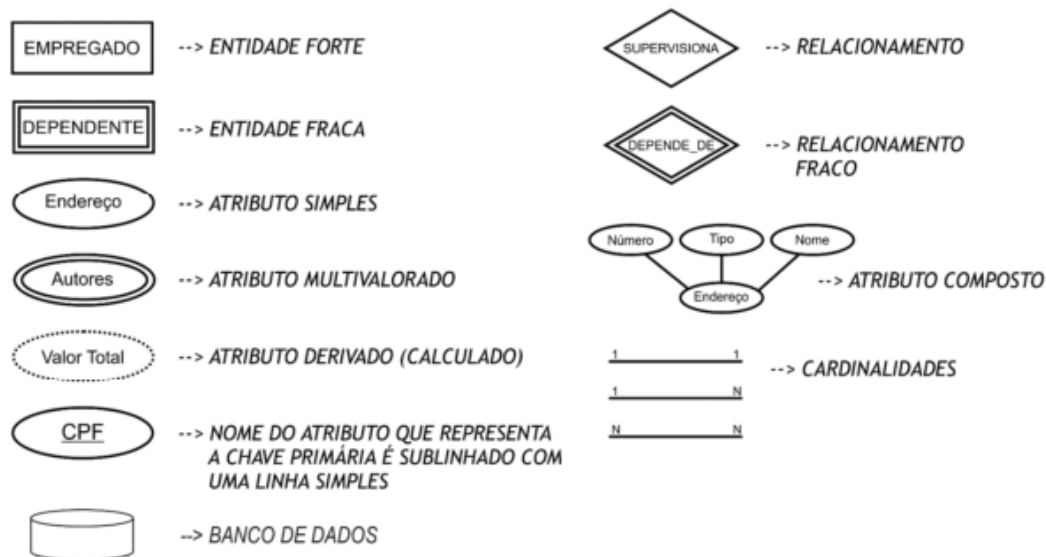 EMPREGADO --> ENTIDADE FORTE
DEPENDENTE --> ENTIDADE FRACA
Endereço --> ATRIBUTO SIMPLES
Autores --> ATRIBUTO MULTIVALORADO
Valor Total --> ATRIBUTO DERIVADO (CALCULADO)
CPF --> NOME DO ATRIBUTO QUE REPRESENTA
A CHAVE PRIMÁRIA É SUBLINHADO COM
UMA LINHA SIMPLES
--> BANCO DE DADOS
SUPERVISIONA --> RELACIONAMENTO
DEPENDE_DE --> RELACIONAMENTO
FRACO
Número Tipo Nome
Endereço --> ATRIBUTO COMPOSTO
1 1
--> CARDINALIDADES
1 N
N N